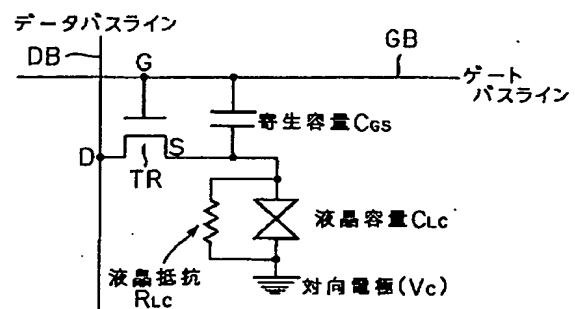 データバスライン
DB
G
GB
ゲート
バスライン
寄生容量CGS
D
S
TR
液晶容量CLC
液晶抵抗
RLC
対向電極(VC)